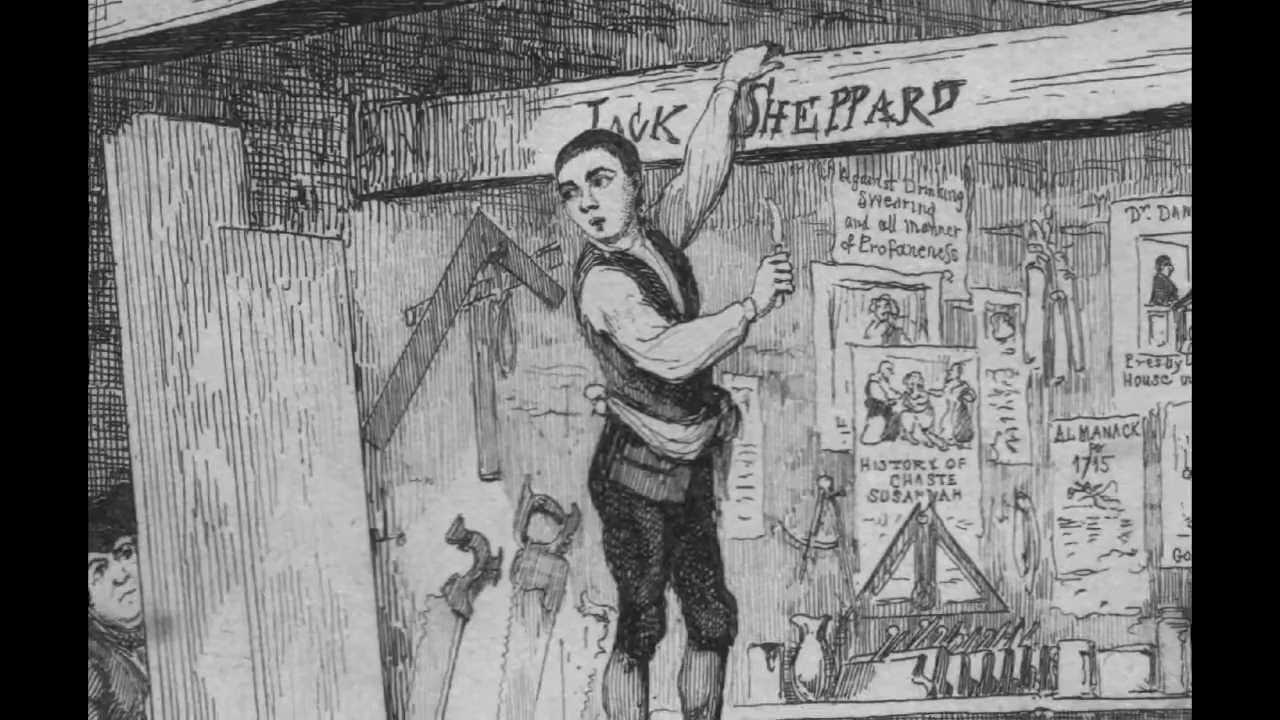 JACK SHEPPARD
Against Drinking
Swearing
and all manner
of Profaneness
Dr. DAN
Presby
House
HISTORY OF
CHASTE
SUSANNAH
ALMANACK
for
1715
GO